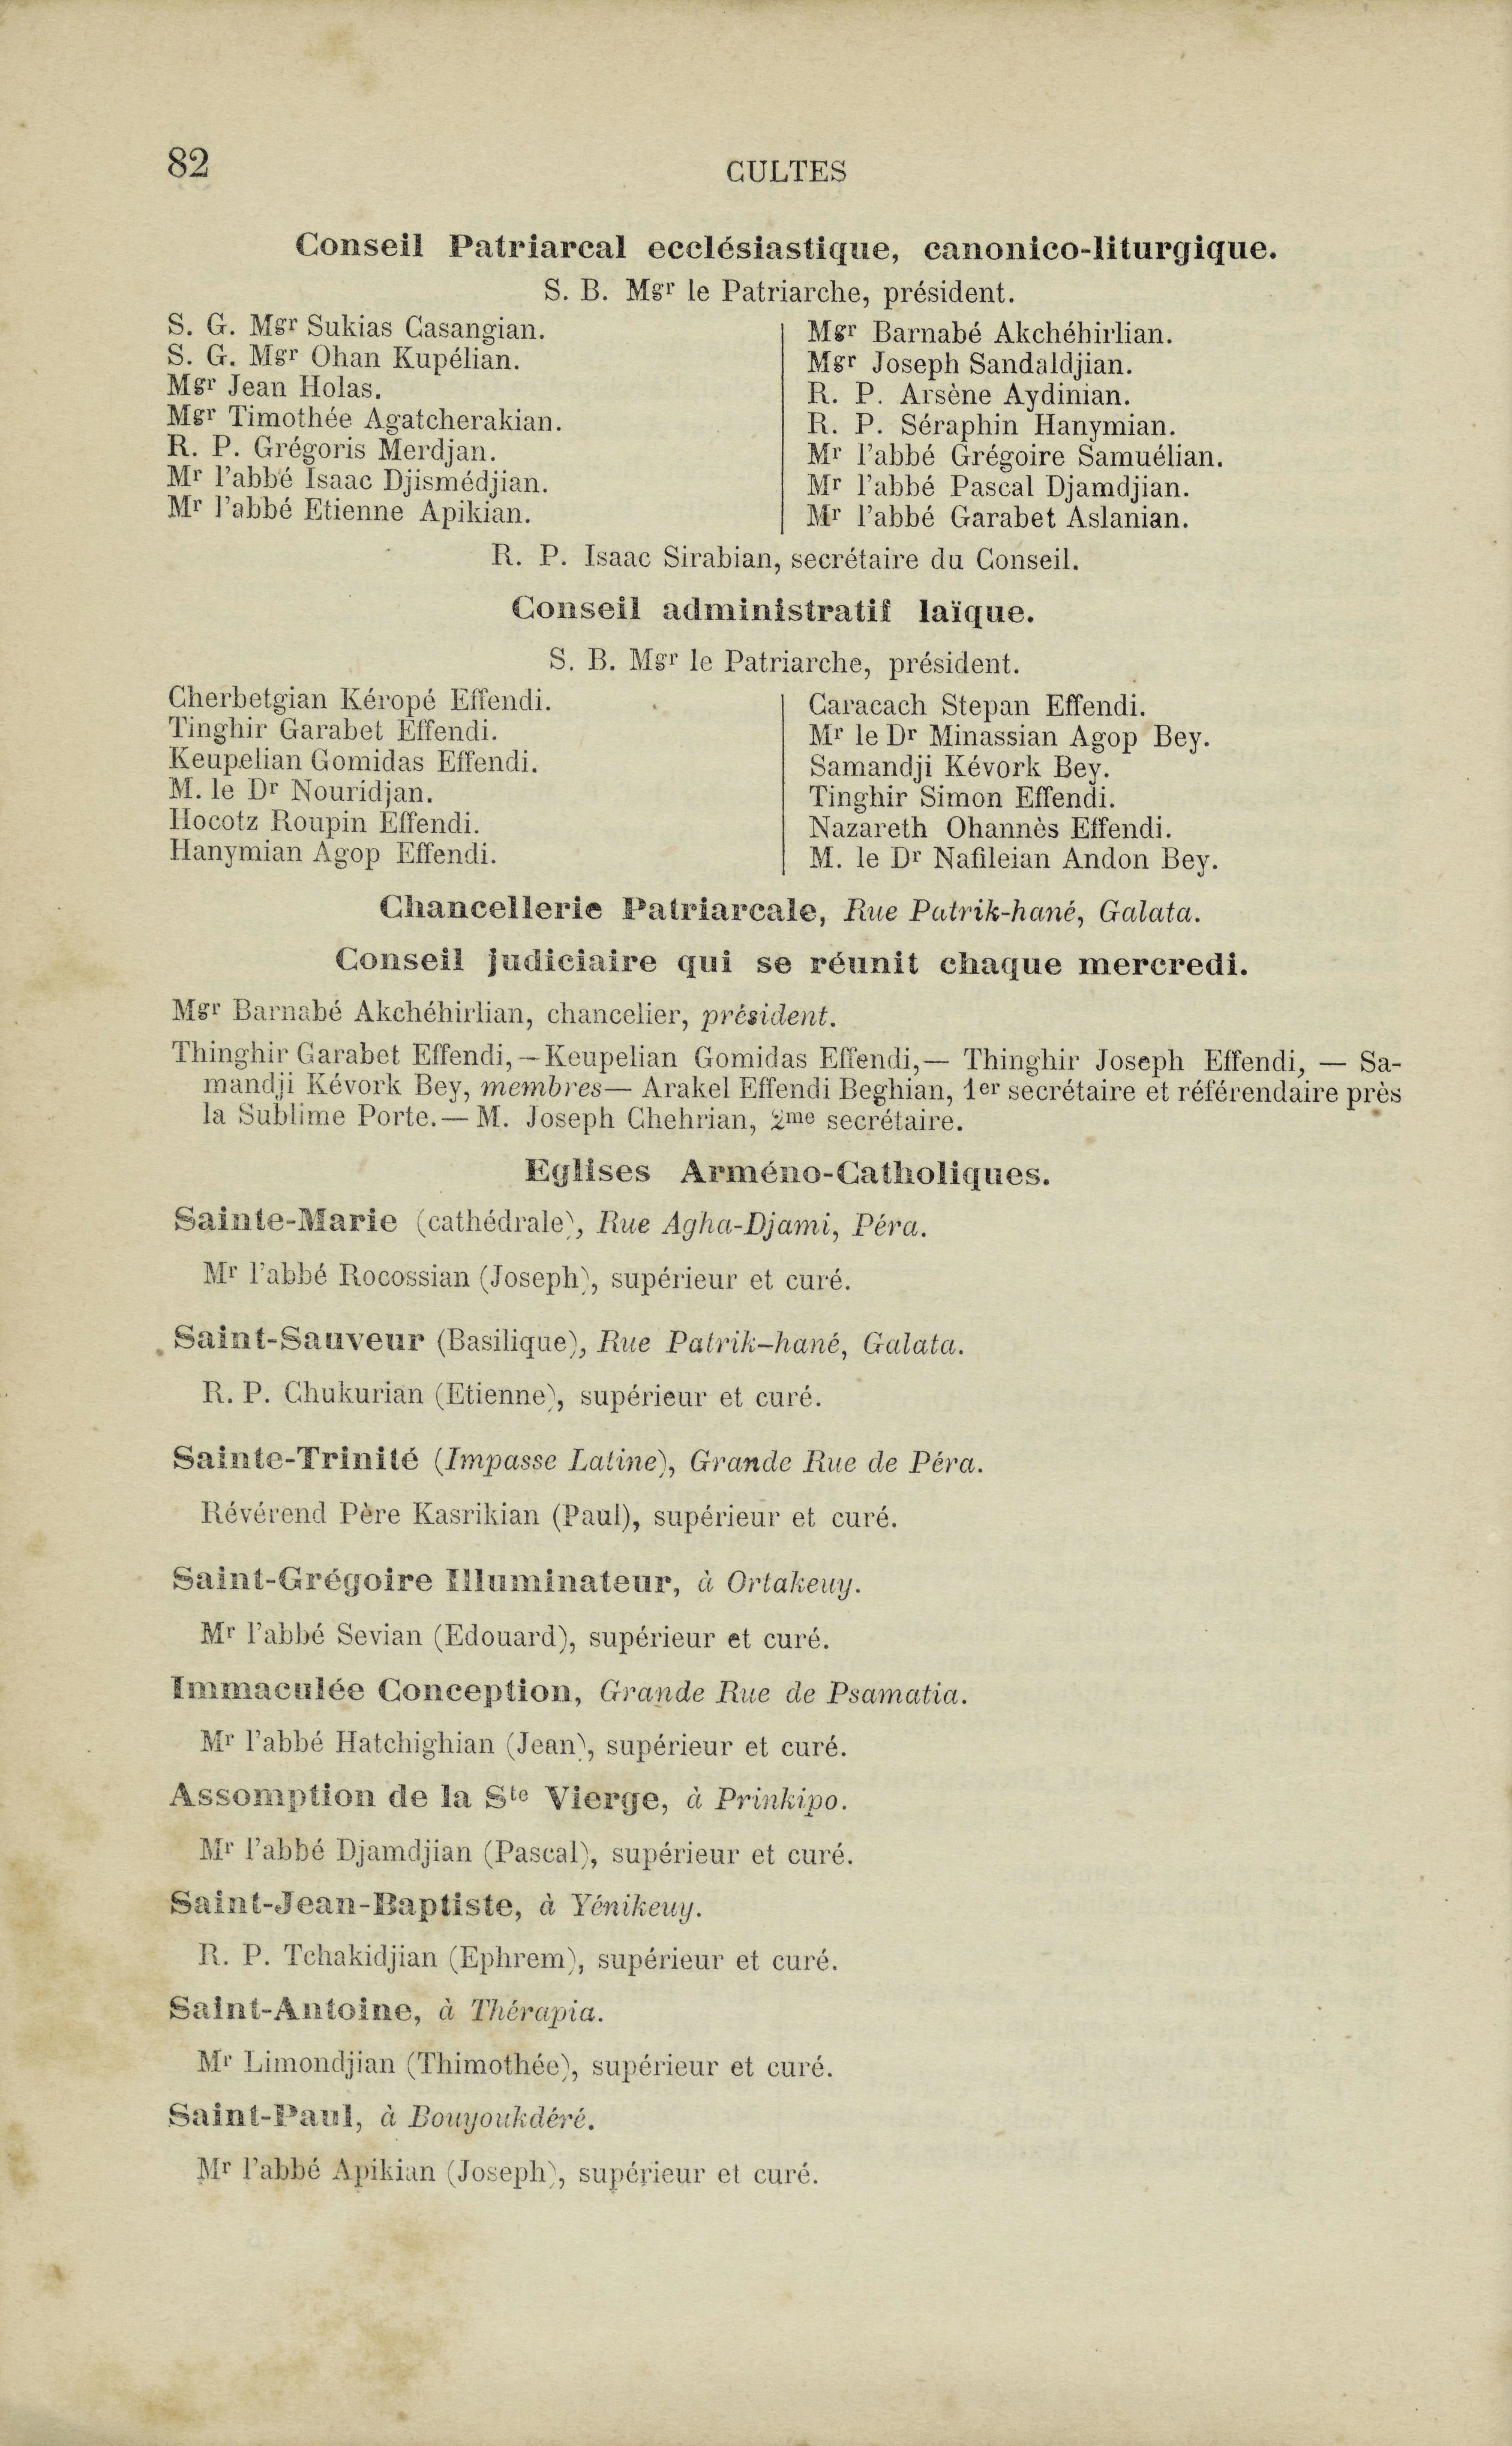 82
CULTES
Conseil Patriarcal ecclésiastique, canonico-liturgique.
S. B. Mgr le Patriarche, président.
S. G. Mgr Sukias Casangian.
S. G. Mgr Ohan Kupélian.
Mgr Jean Holas.
Mgr Timothée Agatcherakian.
R. P. Grégoris Merdjan.
Mr l'abbé Isaac Djismédjian.
Mr l'abbé Etienne Apikian.
Mgr Barnabé Akchéhirlian.
Mgr Joseph Sandaldjian.
R. P. Arsène Aydinian.
R. P. Séraphin Hanymian.
Mr l'abbé Grégoire Samuélian.
Mr l'abbé Pascal Djamdjian.
Mr l'abbé Garabet Aslanian.
R. P. Isaac Sirabian, secrétaire du Conseil.
Conseil administratif laïque.
S. B. Mgr le Patriarche, président.
Cherbetgian Kéropé Effendi.
Tinghir Garabet Effendi.
Keupelian Gomidas Effendi.
M. le Dr Nouridjan.
Hocotz Roupin Effendi.
Hanymian Agop Effendi.
Caracach Stepan Effendi.
Mr le Dr Minassian Agop Bey.
Samandji Kévork Bey.
Tinghir Simon Effendi.
Nazareth Ohannès Effendi.
M. le Dr Nafileian Andon Bey.
Chancellerie Patriarcale, Rue Patrik-hané, Galata.
Conseil judiciaire qui se réunit chaque mercredi.
Mgr Barnabé Akchéhirlian, chancelier, président.
Thinghir Garabet Effendi, — Keupelian Gomidas Effendi, — Thinghir Joseph Effendi, — Sa-
mandji Kévork Bey, membres — Arakel Effendi Beghian, 1er secrétaire et référendaire près
la Sublime Porte. — M. Joseph Chehrian, 2me secrétaire.
Eglises Arméno-Catholiques.
Sainte-Marie (cathédrale), Rue Agha-Djami, Péra.
Mr l'abbé Rocossian (Joseph), supérieur et curé.
Saint-Sauveur (Basilique), Rue Patrik-hané, Galata.
R. P. Chukurian (Etienne), supérieur et curé.
Sainte-Trinité (Impasse Latine), Grande Rue de Péra.
Révérend Père Kasrikian (Paul), supérieur et curé.
Saint-Grégoire Illuminateur, à Ortakeuy.
Mr l'abbé Sevian (Edouard), supérieur et curé.
Immaculée Conception, Grande Rue de Psamatia.
Mr l'abbé Hatchighian (Jean), supérieur et curé.
Assomption de la Ste Vierge, à Prinkipo.
Mr l'abbé Djamdjian (Pascal), supérieur et curé.
Saint-Jean-Baptiste, à Yénikeuy.
R. P. Tchakidjian (Ephrem), supérieur et curé.
Saint-Antoine, à Thérapia.
Mr Limondjian (Thimothée), supérieur et curé.
Saint-Paul, à Bouyoukdéré.
Mr l'abbé Apikian (Joseph), supérieur et curé.